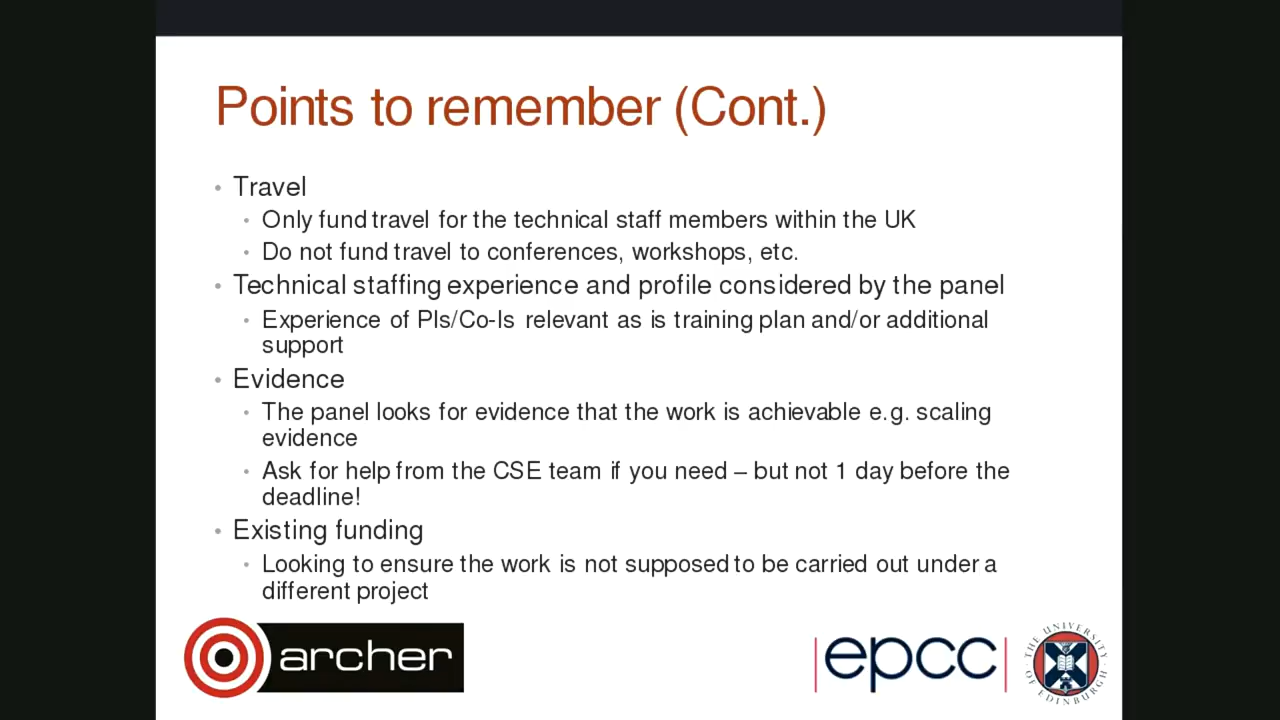 Points to remember (Cont.)
• Travel
• Only fund travel for the technical staff members within the UK
• Do not fund travel to conferences, workshops, etc.
• Technical staffing experience and profile considered by the panel
• Experience of PIs/Co-Is relevant as is training plan and/or additional
support
• Evidence
• The panel looks for evidence that the work is achievable e.g. scaling
evidence
• Ask for help from the CSE team if you need – but not 1 day before the
deadline!
• Existing funding
• Looking to ensure the work is not supposed to be carried out under a
different project
archer
epcc
THE UNIVERSITY
OF EDINBURGH